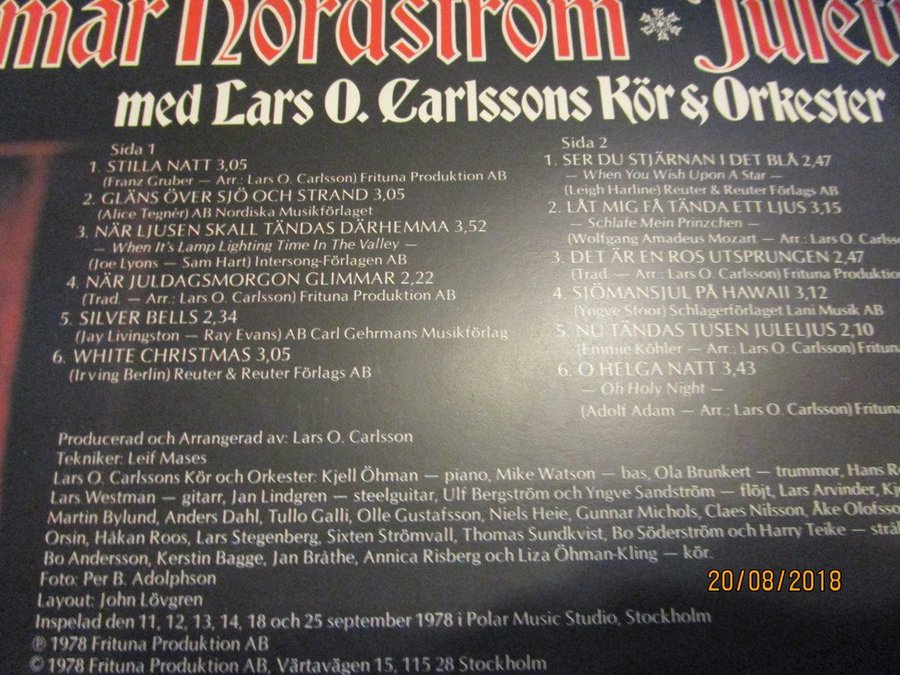 mar Nordström * Julet
med Lars O. Carlssons Kör & Orkester
Sida 1
1. STILLA NATT 3,05
(Franz Gruber — Arr.: Lars O. Carlsson) Frituna Produktion AB
2. GLÄNS ÖVER SJÖ OCH STRAND 3,05
(Alice Tegnèr) AB Nordiska Musikförlaget
3. NÄR LJUSEN SKALL TÄNDAS DÄRHEMMA 3,52
— When It's Lamp Lighting Time In The Valley —
(Joe Lyons — Sam Hart) Intersong-Förlagen AB
4. NÄR JULDAGSMORGON GLIMMAR 2,22
(Trad. — Arr.: Lars O. Carlsson) Frituna Produktion AB
5. SILVER BELLS 2,34
(Jay Livingston — Ray Evans) AB Carl Gehrmans Musikförlag
6. WHITE CHRISTMAS 3,05
(Irving Berlin) Reuter & Reuter Förlags AB
Sida 2
1. SER DU STJÄRNAN I DET BLÅ 2,47
— When You Wish Upon A Star —
(Leigh Harline) Reuter & Reuter Förlags AB
2. LÅT MIG FÅ TÄNDA ETT LJUS 3,15
— Schlafe Mein Prinzchen —
(Wolfgang Amadeus Mozart — Arr.: Lars O. Carlsso
3. DET ÄR EN ROS UTSPRUNGEN 2,47
(Trad. — Arr.: Lars O. Carlsson) Frituna Produktio
4. SJÖMANSJUL PÅ HAWAII 3,12
(Yngve Stoor) Schlagerförlaget Lani Musik AB
5. NU TÄNDAS TUSEN JULELJUS 2,10
(Emmie Köhler — Arr.: Lars O. Carlsson) Fritun
6. O HELGA NATT 3,43
— Oh Holy Night —
(Adolf Adam — Arr.: Lars O. Carlsson) Fritun
Producerad och Arrangerad av: Lars O. Carlsson
Tekniker: Leif Mases
Lars O. Carlssons Kör och Orkester: Kjell Öhman — piano, Mike Watson — bas, Ola Brunkert — trummor, Hans R
Lars Westman — gitarr, Jan Lindgren — steelguitar, Ulf Bergström och Yngve Sandström — flöjt, Lars Arvinder, Kj
Martin Bylund, Anders Dahl, Tullo Galli, Olle Gustafsson, Niels Heie, Gunnar Michols, Claes Nilsson, Åke Olofsso
Orsin, Håkan Roos, Lars Stegenberg, Sixten Strömvall, Thomas Sundkvist, Bo Söderström och Harry Teike — strå
Bo Andersson, Kerstin Bagge, Jan Bråthe, Annica Risberg och Liza Öhman-Kling — kör.
Foto: Per B. Adolphson
Layout: John Lövgren
Inspelad den 11, 12, 13, 14, 18 och 25 september 1978 i Polar Music Studio, Stockholm
℗ 1978 Frituna Produktion AB
© 1978 Frituna Produktion AB, Värtavägen 15, 115 28 Stockholm
20/08/2018